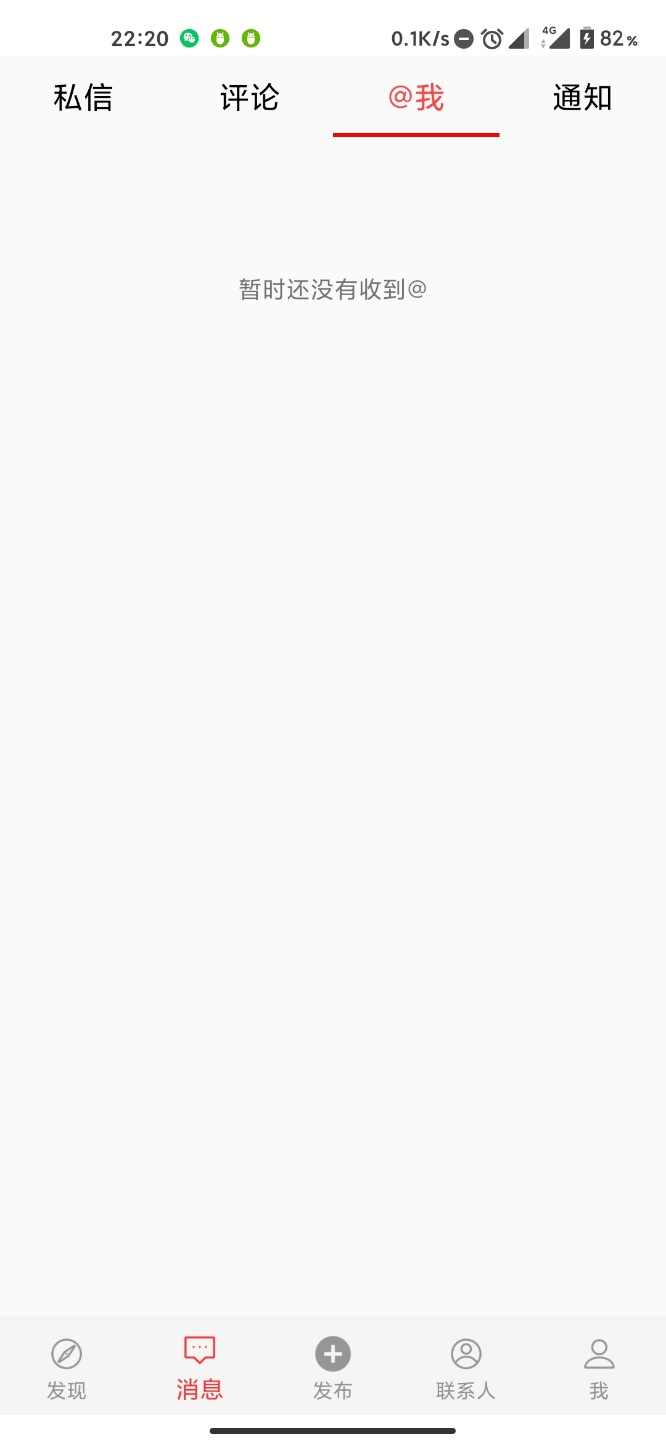 22:20 0.1K/s 4G 82%
私信 评论 @我 通知
暂时还没有收到@
发现 消息 发布 联系人 我